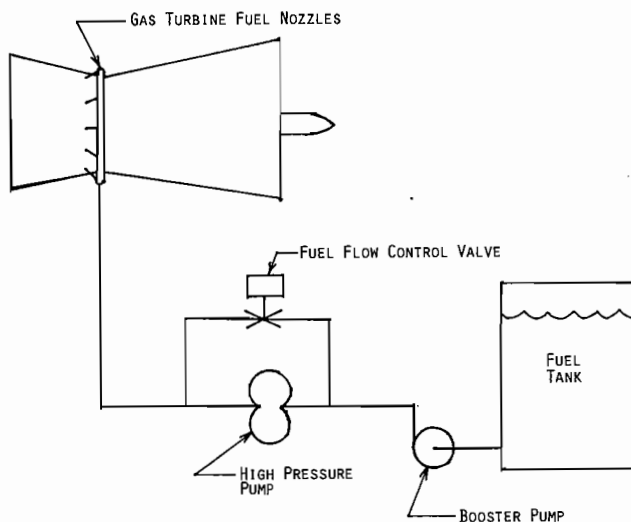 GAS TURBINE FUEL NOZZLES
FUEL FLOW CONTROL VALVE
FUEL
TANK
HIGH PRESSURE
PUMP
BOOSTER PUMP